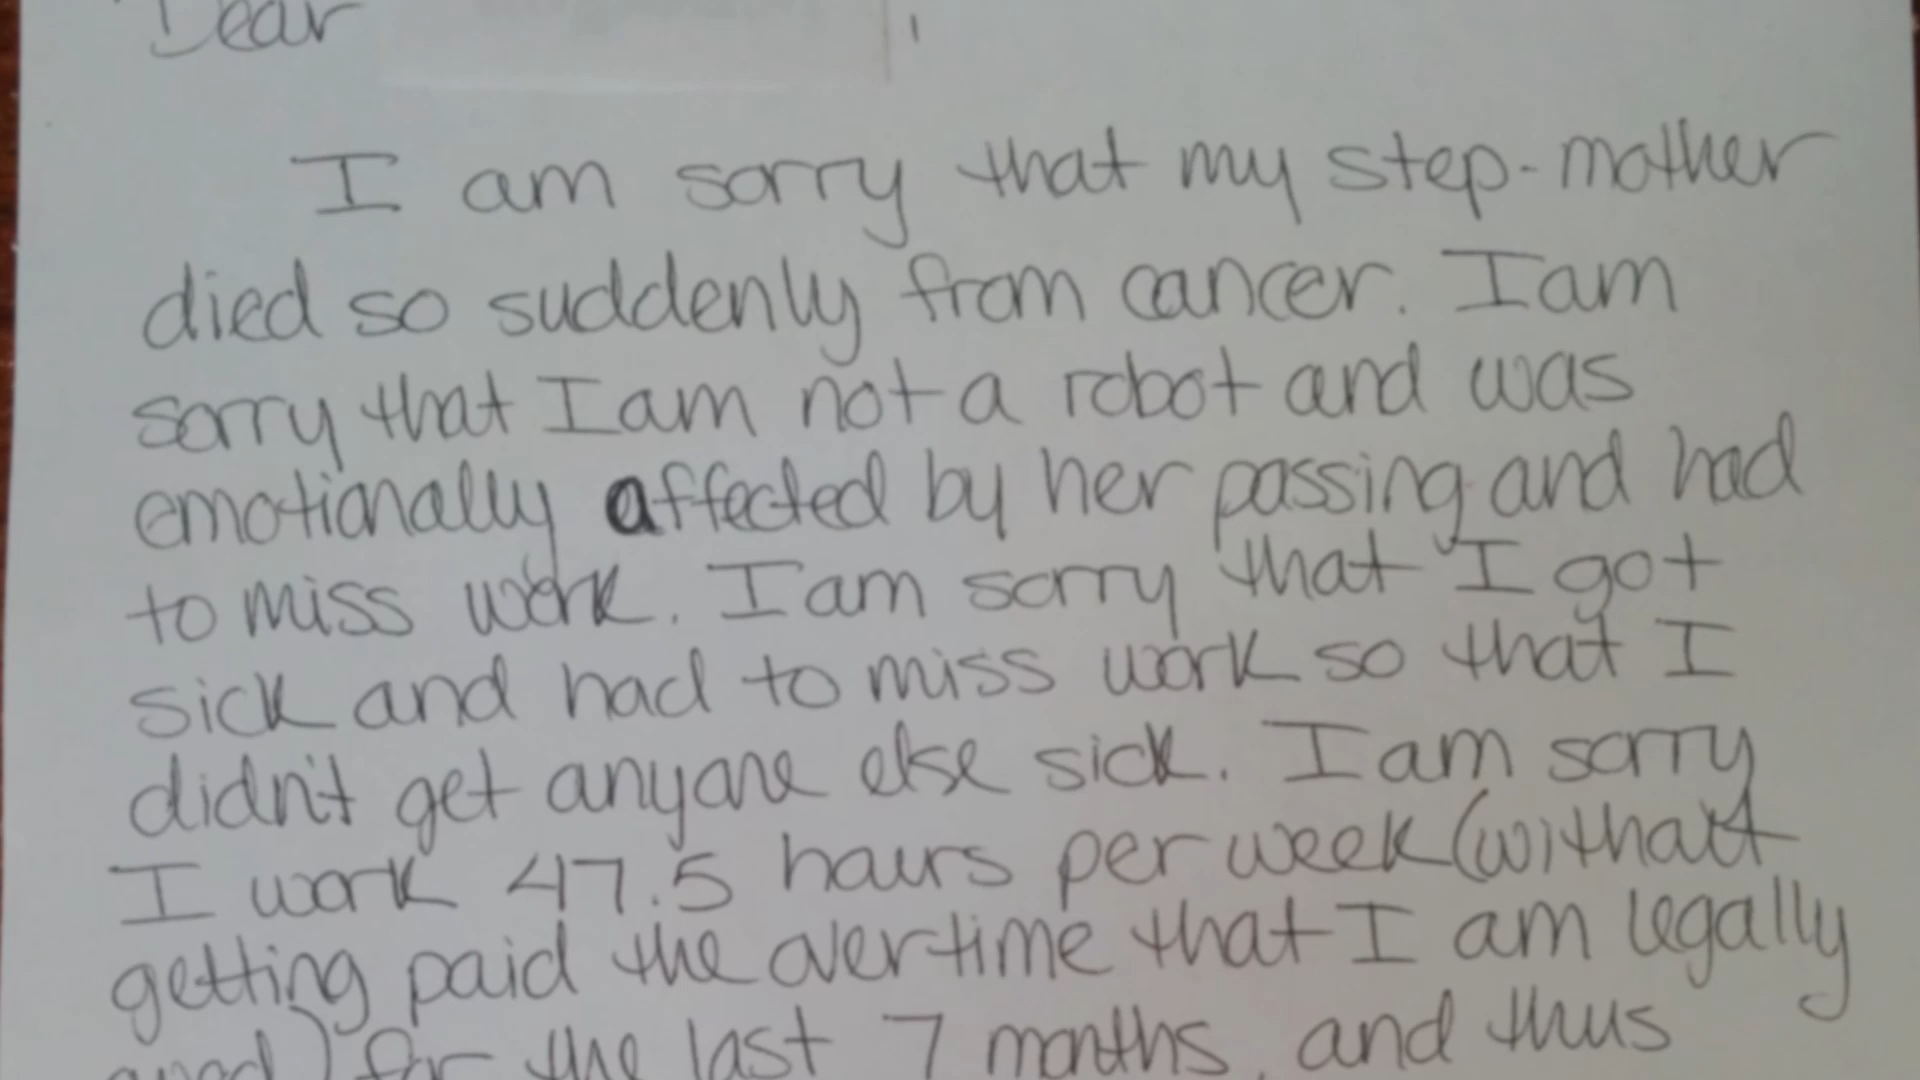 Dear ,
I am sorry that my step-mother
died so suddenly from cancer. I am
sorry that I am not a robot and was
emotionally affected by her passing and had
to miss work. I am sorry that I got
sick and had to miss work so that I
didn't get anyone else sick. I am sorry
I work 47.5 hours per week (without
getting paid the overtime that I am legally
owed) for the last 7 months, and thus